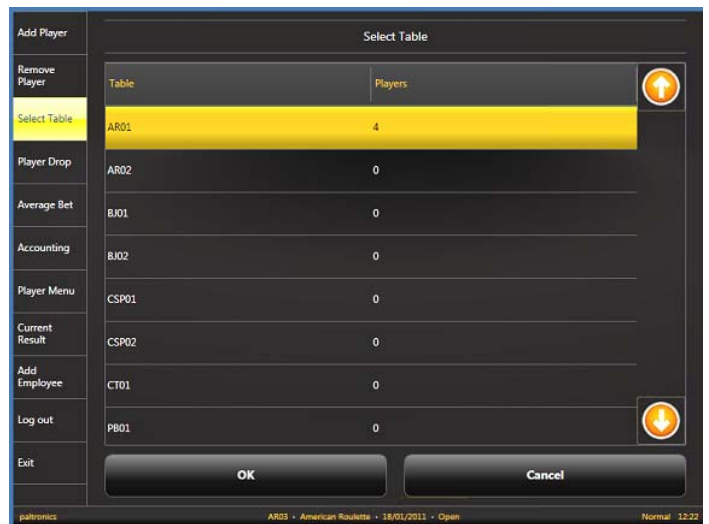 Add Player
Remove
Player
Select Table
Player Drop
Average Bet
Accounting
Player Menu
Current
Result
Add
Employee
Log out
Exit
Select Table
Table Players
AR01 4
AR02 0
BJ01 0
BJ02 0
CSP01 0
CSP02 0
CT01 0
PB01 0
OK Cancel
paltronics AR03 • American Roulette • 18/01/2011 • Open Normal 12:22